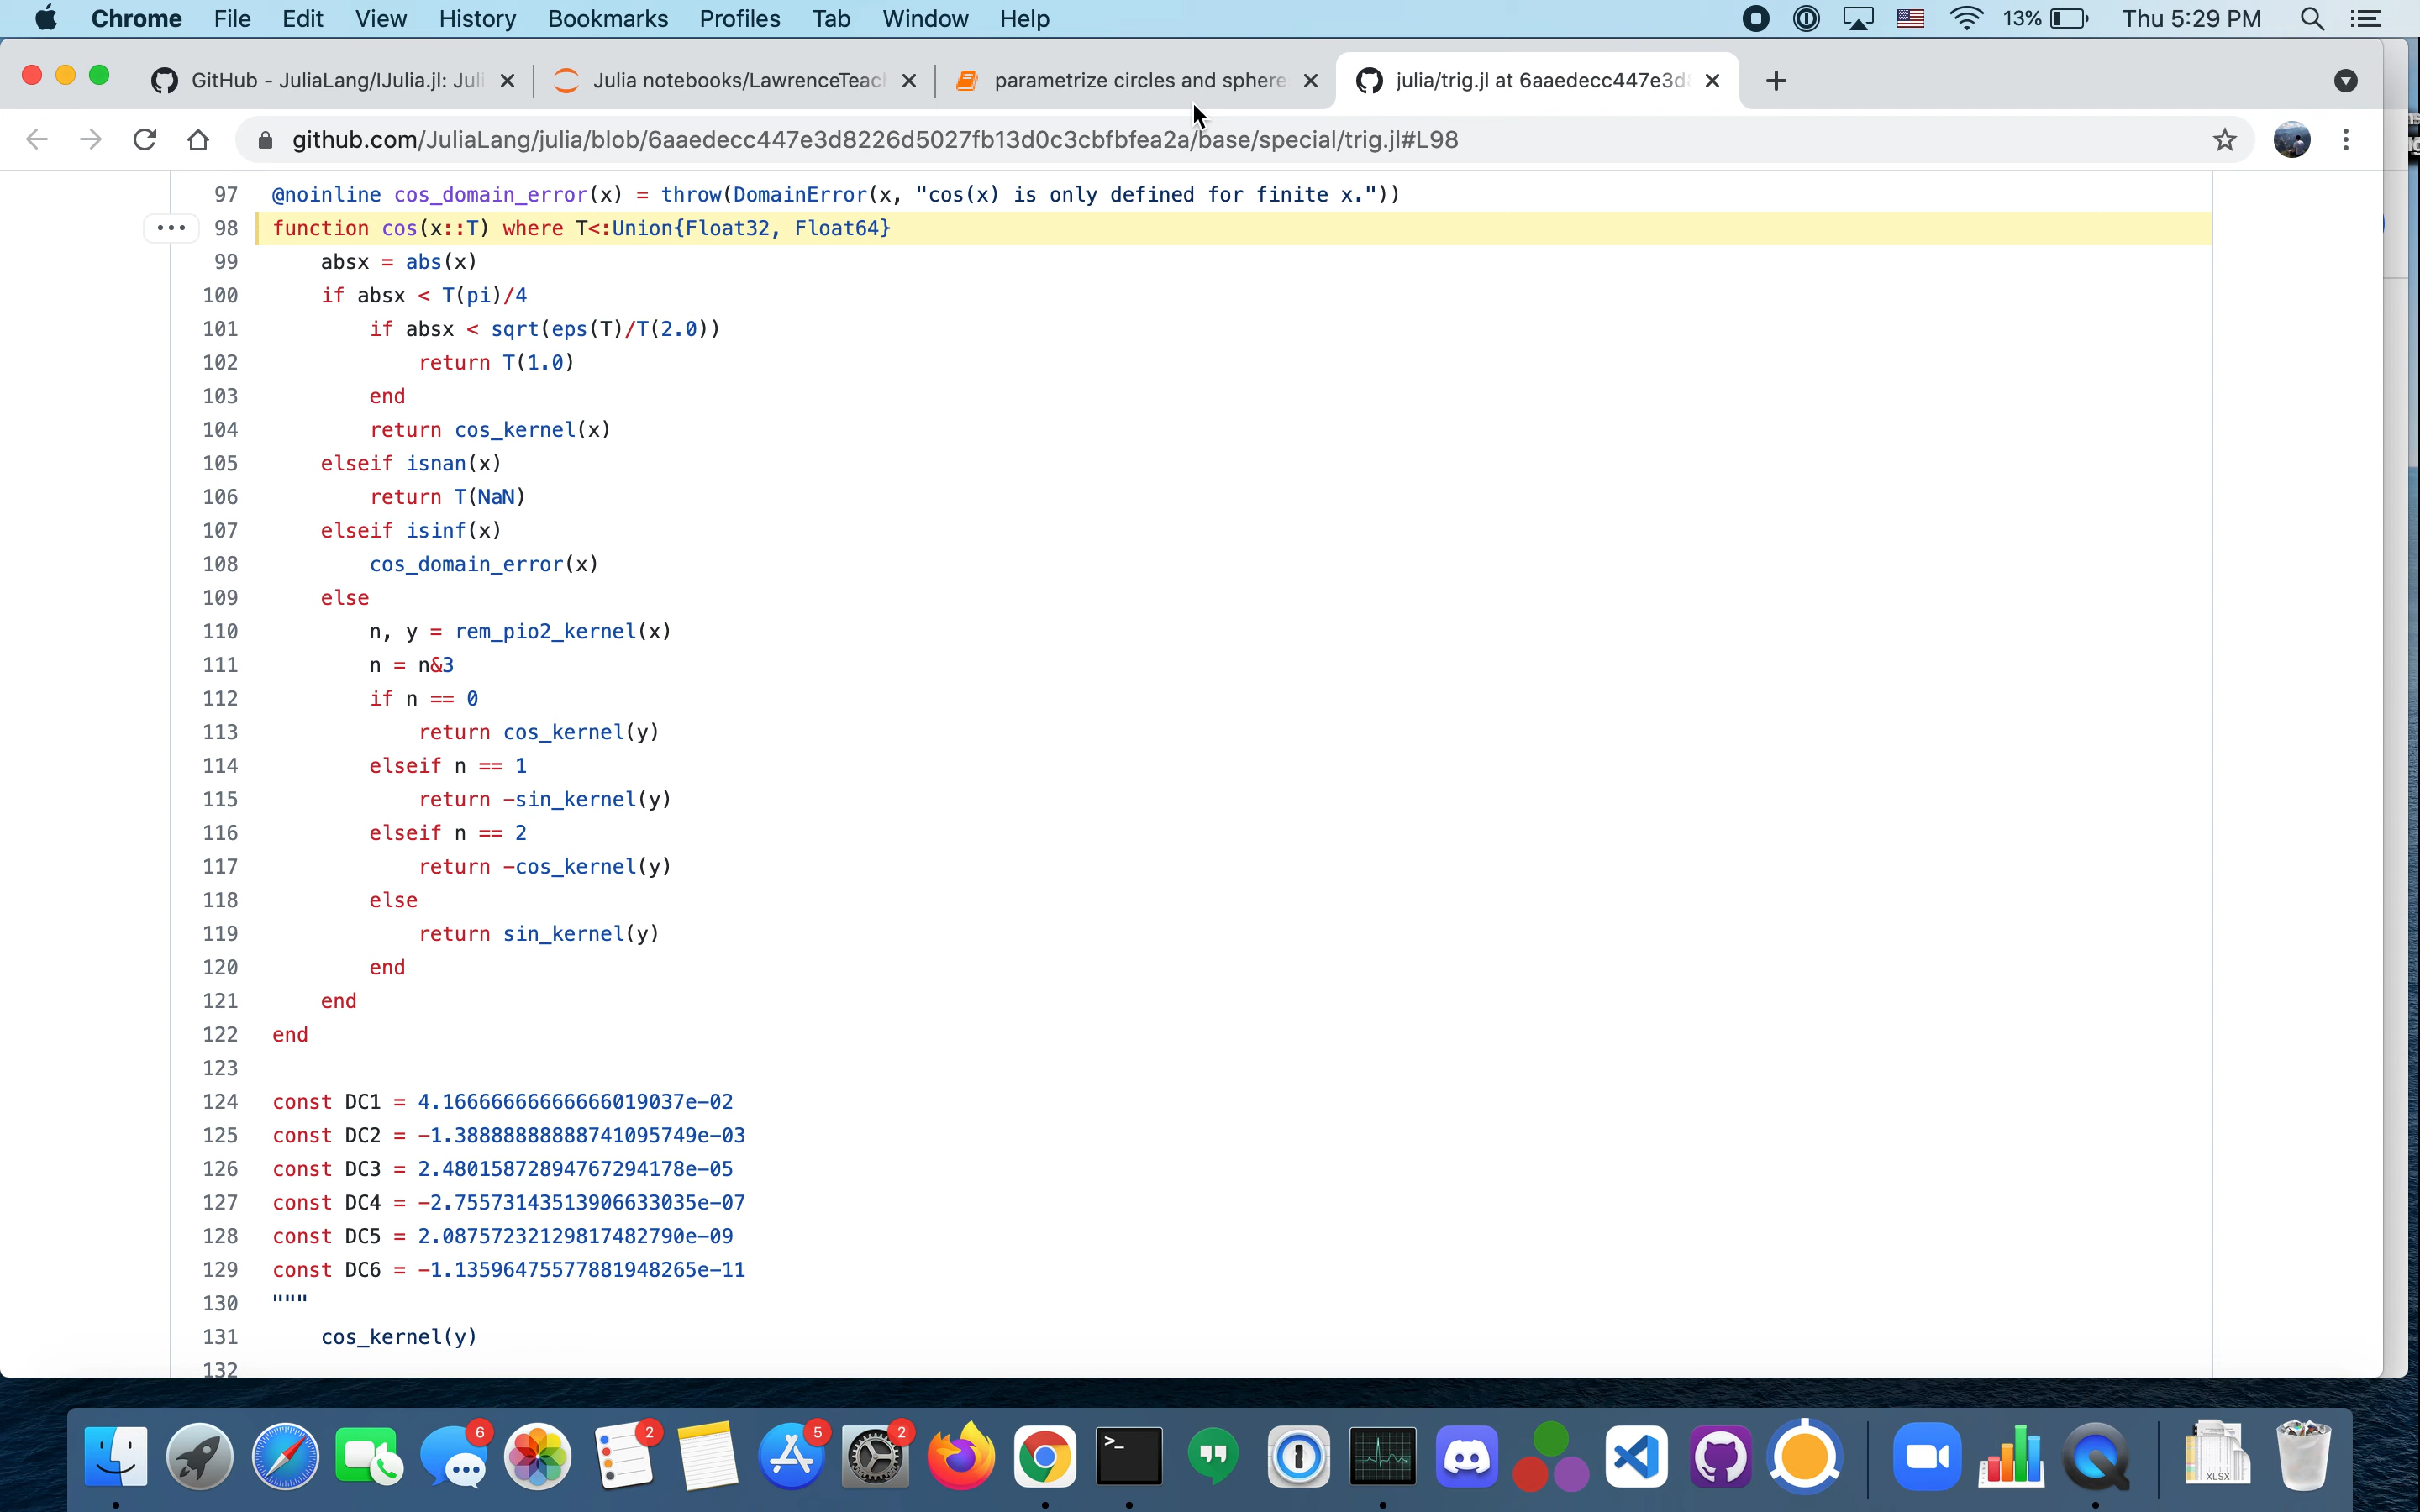 Chrome File Edit View History Bookmarks Profiles Tab Window Help 13% Thu 5:29 PM
GitHub - JuliaLang/IJulia.jl: Juli Julia notebooks/LawrenceTeach parametrize circles and sphere julia/trig.jl at 6aaedecc447e3d8
github.com/JuliaLang/julia/blob/6aaedecc447e3d8226d5027fb13d0c3cbfbfea2a/base/special/trig.jl#L98
97 @noinline cos_domain_error(x) = throw(DomainError(x, "cos(x) is only defined for finite x."))
98 function cos(x::T) where T<:Union{Float32, Float64}
99 absx = abs(x)
100 if absx < T(pi)/4
101 if absx < sqrt(eps(T)/T(2.0))
102 return T(1.0)
103 end
104 return cos_kernel(x)
105 elseif isnan(x)
106 return T(NaN)
107 elseif isinf(x)
108 cos_domain_error(x)
109 else
110 n, y = rem_pio2_kernel(x)
111 n = n&3
112 if n == 0
113 return cos_kernel(y)
114 elseif n == 1
115 return -sin_kernel(y)
116 elseif n == 2
117 return -cos_kernel(y)
118 else
119 return sin_kernel(y)
120 end
121 end
122 end
123
124 const DC1 = 4.16666666666666019037e-02
125 const DC2 = -1.38888888888741095749e-03
126 const DC3 = 2.48015872894767294178e-05
127 const DC4 = -2.75573143513906633035e-07
128 const DC5 = 2.08757232129817482790e-09
129 const DC6 = -1.13596475577881948265e-11
130 """
131 cos_kernel(y)
132
6 2 5 2
XLSX